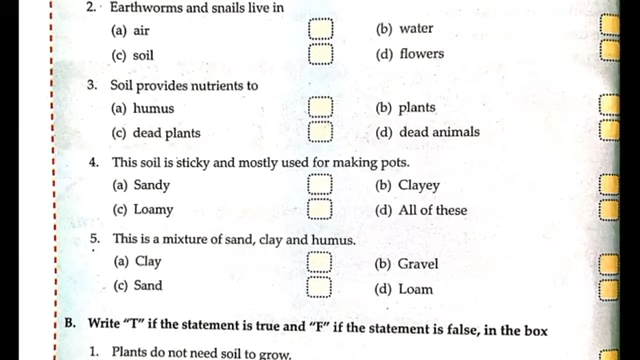 2. Earthworms and snails live in
(a) air (b) water
(c) soil (d) flowers
3. Soil provides nutrients to
(a) humus (b) plants
(c) dead plants (d) dead animals
4. This soil is sticky and mostly used for making pots.
(a) Sandy (b) Clayey
(c) Loamy (d) All of these
5. This is a mixture of sand, clay and humus.
(a) Clay (b) Gravel
(c) Sand (d) Loam
B. Write “T” if the statement is true and “F” if the statement is false, in the box
1. Plants do not need soil to grow.